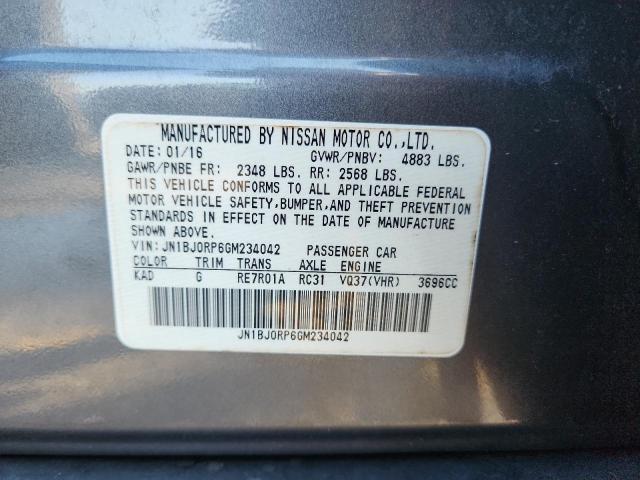 MANUFACTURED BY NISSAN MOTOR CO.,LTD.
DATE: 01/16 GVWR/PNBV: 4883 LBS.
GAWR/PNBE FR: 2348 LBS. RR: 2568 LBS.
THIS VEHICLE CONFORMS TO ALL APPLICABLE FEDERAL
MOTOR VEHICLE SAFETY,BUMPER,AND THEFT PREVENTION
STANDARDS IN EFFECT ON THE DATE OF MANUFACTURE
SHOWN ABOVE.
VIN: JN1BJ0RP6GM234042 PASSENGER CAR
COLOR TRIM TRANS AXLE ENGINE
KAD G RE7R01A RC31 VQ37(VHR) 3696CC
JN1BJ0RP6GM234042